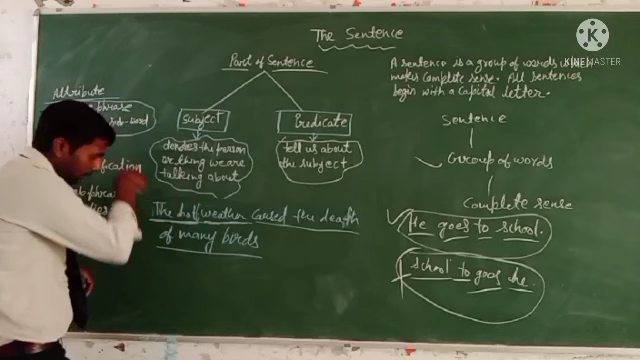 The Sentence
Part of Sentence
Subject
denotes the person
or thing we are
talking about
Predicate
tell us about
the subject
Attribute
phrase
word
The hot weather caused the death
of many birds
A sentence is a group of words which
makes complete sense. All sentences
begin with a capital letter.
Sentence
Group of words
Complete sense
He goes to school.
School to goes he.
KINEMASTER